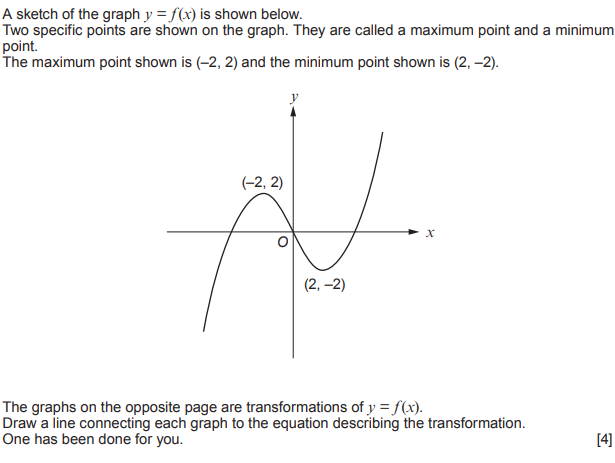 A sketch of the graph y = f(x) is shown below.
Two specific points are shown on the graph. They are called a maximum point and a minimum
point.
The maximum point shown is (–2, 2) and the minimum point shown is (2, –2).
y
(–2, 2)
x
O
(2, –2)
The graphs on the opposite page are transformations of y = f(x).
Draw a line connecting each graph to the equation describing the transformation.
One has been done for you. [4]